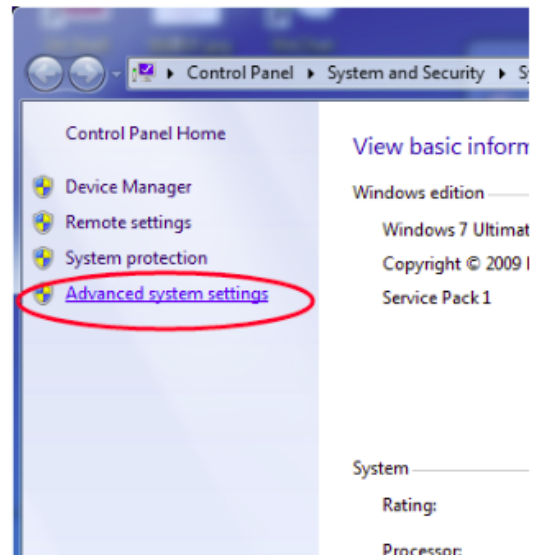 Control Panel System and Security
Control Panel Home
Device Manager
Remote settings
System protection
Advanced system settings
View basic inform
Windows edition
Windows 7 Ultimat
Copyright © 2009
Service Pack 1
System
Rating:
Processor: